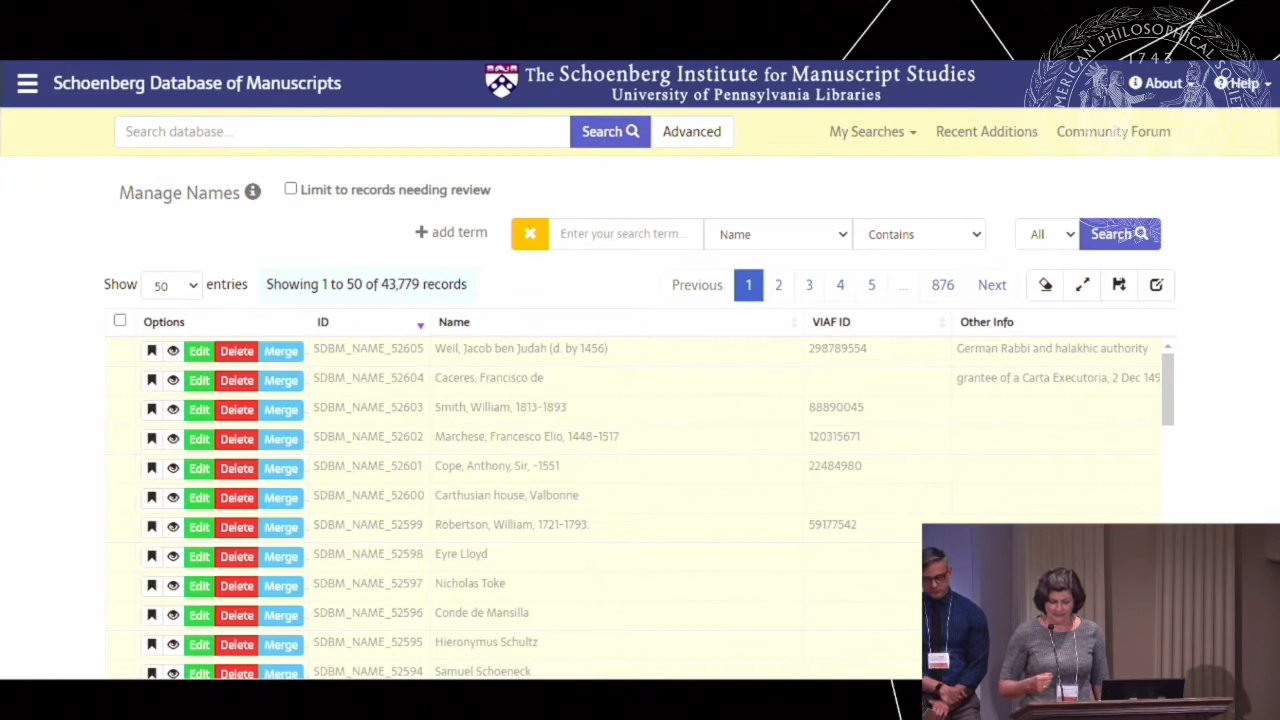 AMERICAN PHILOSOPHICAL SOCIETY
1743
Schoenberg Database of Manuscripts
The Schoenberg Institute for Manuscript Studies
University of Pennsylvania Libraries
About
Help
Search database...
Search
Advanced
My Searches
Recent Additions
Community Forum
Manage Names
Limit to records needing review
add term
Enter your search term...
Name
Contains
All
Search
Show 50 entries
Showing 1 to 50 of 43,779 records
Previous 1 2 3 4 5 ... 876 Next
Options ID Name VIAF ID Other Info
Edit Delete Merge SDBM_NAME_52605 Weil, Jacob ben Judah (d. by 1456) 298789554 German Rabbi and halakhic authority
Edit Delete Merge SDBM_NAME_52604 Caceres, Francisco de grantee of a Carta Executoria, 2 Dec 149
Edit Delete Merge SDBM_NAME_52603 Smith, William, 1813-1893 88890045
Edit Delete Merge SDBM_NAME_52602 Marchese, Francesco Elio, 1448-1517 120315671
Edit Delete Merge SDBM_NAME_52601 Cope, Anthony, Sir, -1551 22484980
Edit Delete Merge SDBM_NAME_52600 Carthusian house, Valbonne
Edit Delete Merge SDBM_NAME_52599 Robertson, William, 1721-1793. 59177542
Edit Delete Merge SDBM_NAME_52598 Eyre Lloyd
Edit Delete Merge SDBM_NAME_52597 Nicholas Toke
Edit Delete Merge SDBM_NAME_52596 Conde de Mansilla
Edit Delete Merge SDBM_NAME_52595 Hieronymus Schultz
Edit Delete Merge SDBM_NAME_52594 Samuel Schoeneck